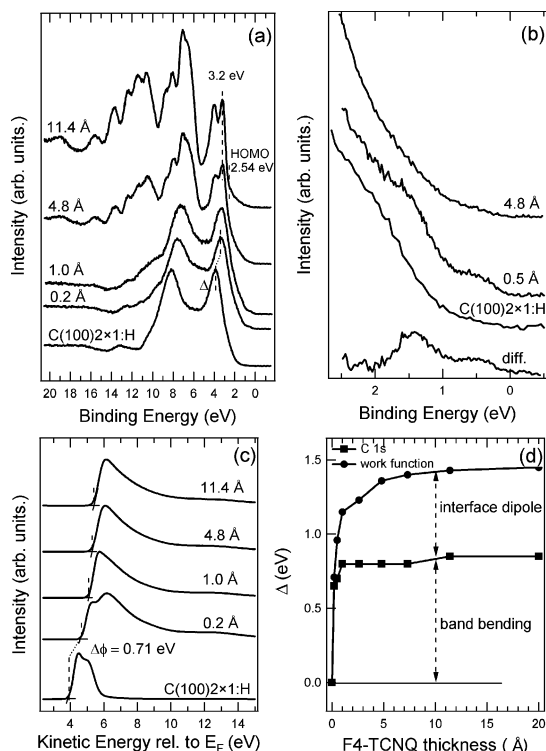 (a)
3.2 eV
11.4 Å
HOMO
2.54 eV
4.8 Å
1.0 Å
0.2 Å
Δ
C(100)2×1:H
20 18 16 14 12 10 8 6 4 2 0
Binding Energy (eV)
Intensity (arb. units.)
(b)
4.8 Å
0.5 Å
C(100)2×1:H
diff.
2 1 0
Binding Energy (eV)
Intensity (arb. units.)
(c)
11.4 Å
4.8 Å
1.0 Å
0.2 Å
Δϕ = 0.71 eV
C(100)2×1:H
4 6 8 10 12 14
Kinetic Energy rel. to EF (eV)
Intensity (arb. units.)
C 1s
(d)
work function
1.5
interface dipole
1.0
0.5
band bending
0.0
0 5 10 15 20
F4-TCNQ thickness ( Å)
Δ (eV)